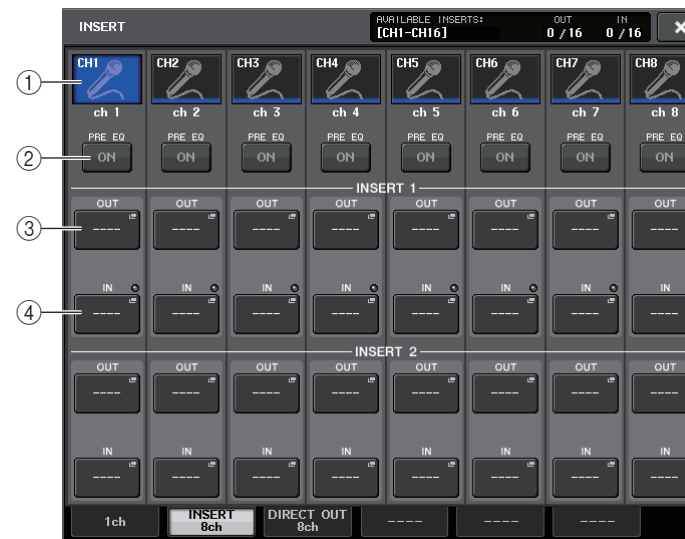 INSERT
AVAILABLE INSERTS: OUT IN
[CH1-CH16] 0 /16 0 /16
CH1 CH2 CH3 CH4 CH5 CH6 CH7 CH8
① ch 1 ch 2 ch 3 ch 4 ch 5 ch 6 ch 7 ch 8
PRE EQ PRE EQ PRE EQ PRE EQ PRE EQ PRE EQ PRE EQ PRE EQ
② ON ON ON ON ON ON ON ON
INSERT 1
OUT OUT OUT OUT OUT OUT OUT OUT
③ ---- ---- ---- ---- ---- ---- ---- ----
IN IN IN IN IN IN IN IN
④ ---- ---- ---- ---- ---- ---- ---- ----
INSERT 2
OUT OUT OUT OUT OUT OUT OUT OUT
---- ---- ---- ---- ---- ---- ---- ----
IN IN IN IN IN IN IN IN
---- ---- ---- ---- ---- ---- ---- ----
1ch INSERT 8ch DIRECT OUT 8ch ---- ---- ----